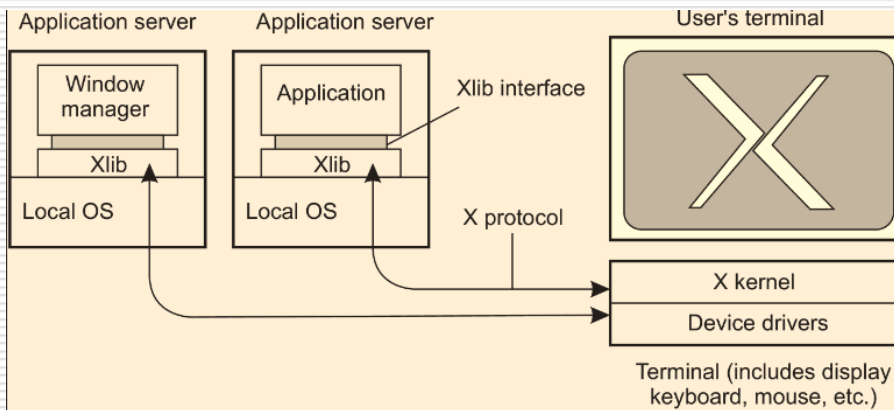 Application server
Application server
User's terminal
Window
manager
Application
Xlib interface
Xlib
Xlib
Local OS
Local OS
X protocol
X kernel
Device drivers
Terminal (includes display
keyboard, mouse, etc.)